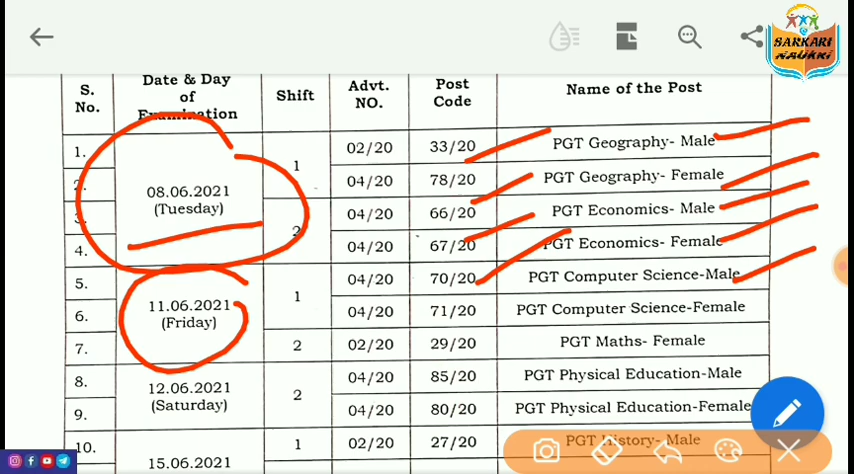 SARKARI
NAUKKI
S. No. Date & Day of Examination Shift Advt. NO. Post Code Name of the Post
1. 08.06.2021 (Tuesday) 1 02/20 33/20 PGT Geography- Male
2. 04/20 78/20 PGT Geography- Female
3. 2 04/20 66/20 PGT Economics- Male
4. 04/20 67/20 PGT Economics- Female
5. 11.06.2021 (Friday) 1 04/20 70/20 PGT Computer Science-Male
6. 04/20 71/20 PGT Computer Science-Female
7. 2 02/20 29/20 PGT Maths- Female
8. 12.06.2021 (Saturday) 2 04/20 85/20 PGT Physical Education-Male
9. 04/20 80/20 PGT Physical Education-Female
10. 15.06.2021 1 02/20 27/20 PGT History- Male